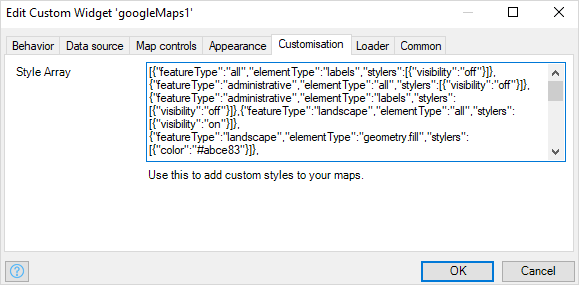 Edit Custom Widget 'googleMaps1'
Behavior Data source Map controls Appearance Customisation Loader Common
Style Array
[{"featureType":"all","elementType":"labels","stylers":[{"visibility":"off"}]},
{"featureType":"administrative","elementType":"all","stylers":[{"visibility":"off"}]},
{"featureType":"administrative","elementType":"labels","stylers":
[{"visibility":"off"}]},{"featureType":"landscape","elementType":"all","stylers":
[{"visibility":"on"}]},
{"featureType":"landscape","elementType":"geometry.fill","stylers":
[{"color":"#abce83"}]},
Use this to add custom styles to your maps.
? OK Cancel